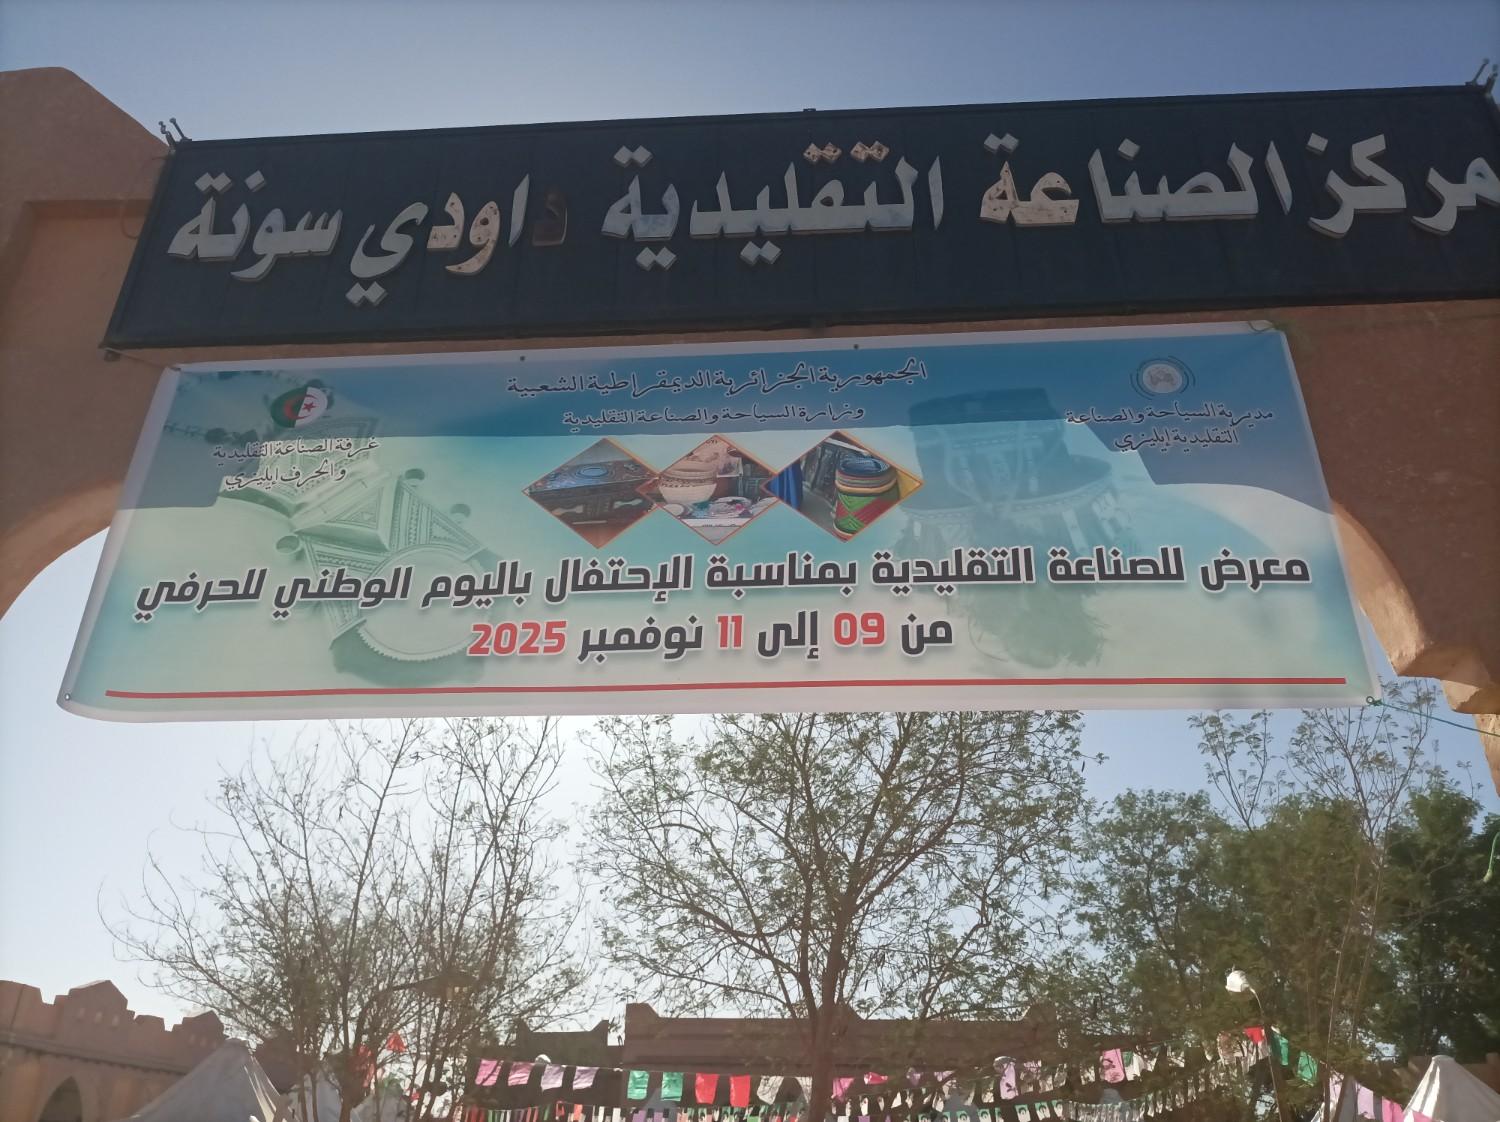 مركز الصناعة التقليدية داودي سونة
الجمهورية الجزائرية الديمقراطية الشعبية
وزارة السياحة والصناعة التقليدية
مديرية السياحة والصناعة
التقليدية إيليزي
غرفة الصناعة التقليدية
والحرف إيليزي
معرض للصناعة التقليدية بمناسبة الإحتفال باليوم الوطني للحرفي
من 09 إلى 11 نوفمبر 2025